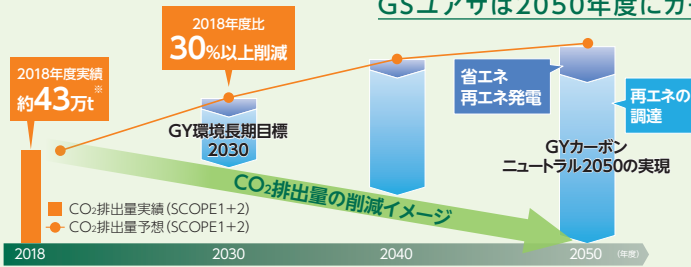 GSユアサは2050年度にカ
2018年度比
30%以上削減
2018年度実績
約43万t※
省エネ
再エネ発電
再エネの
調達
GY環境長期目標
2030
GYカーボン
ニュートラル2050の実現
CO₂排出量の削減イメージ
CO₂排出量実績(SCOPE1+2)
CO₂排出量予想(SCOPE1+2)
2018
2030
2040
2050
(年度)